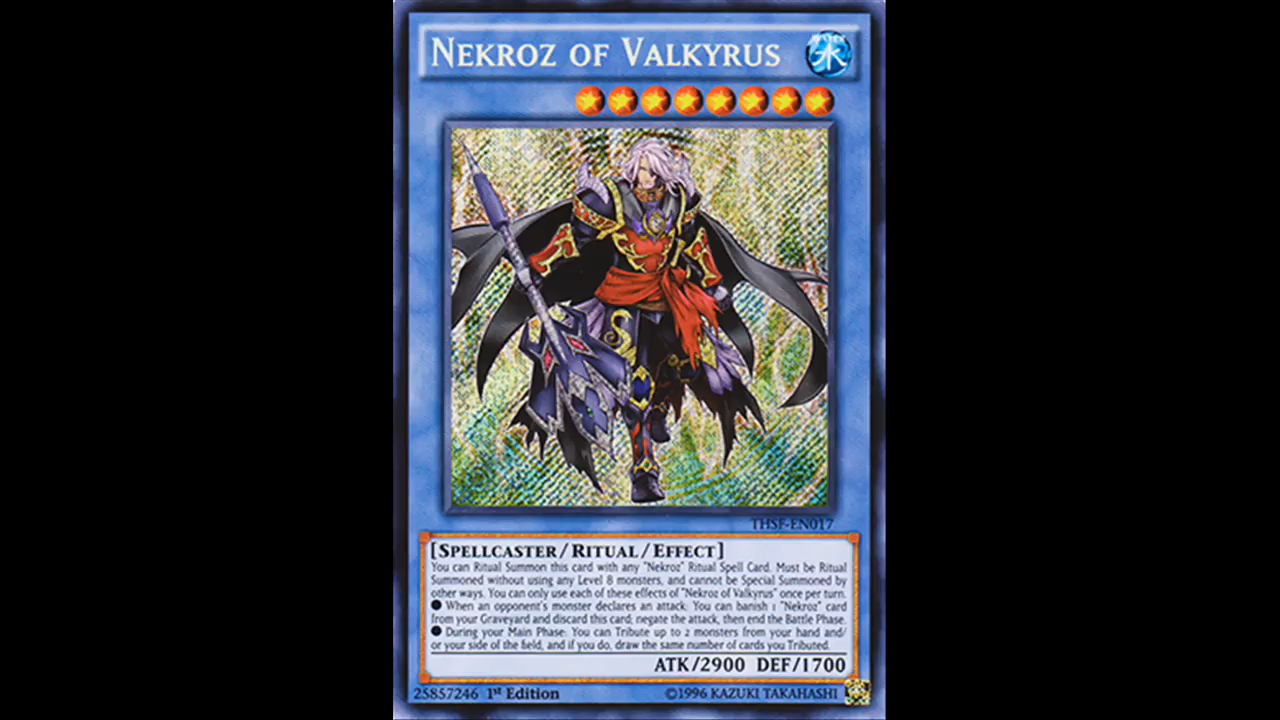 NEKROZ OF VALKYRUS
水
THSF-EN017
[SPELLCASTER/RITUAL/EFFECT]
You can Ritual Summon this card with any "Nekroz" Ritual Spell Card. Must be Ritual
Summoned without using any Level 8 monsters, and cannot be Special Summoned by
other ways. You can only use each of these effects of "Nekroz of Valkyrus" once per turn.
● When an opponent's monster declares an attack: You can banish 1 "Nekroz" card
from your Graveyard and discard this card; negate the attack, then end the Battle Phase.
● During your Main Phase: You can Tribute up to 2 monsters from your hand and/
or your side of the field, and if you do, draw the same number of cards you Tributed.
ATK/2900 DEF/1700
25857246 1st Edition
©1996 KAZUKI TAKAHASHI